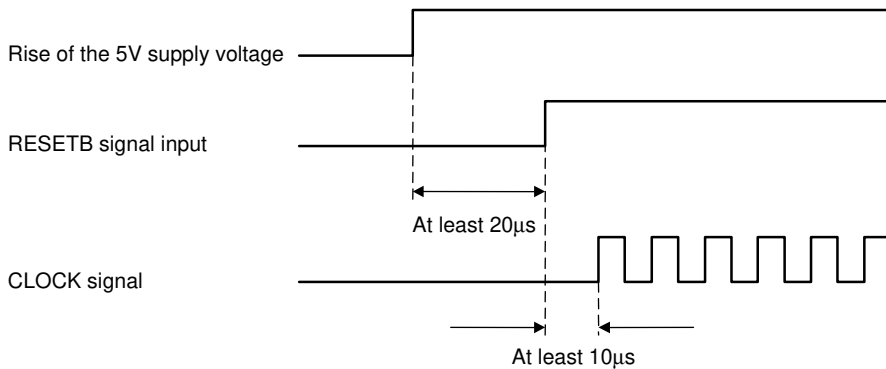 Rise of the 5V supply voltage
RESETB signal input
At least 20μs
CLOCK signal
At least 10μs